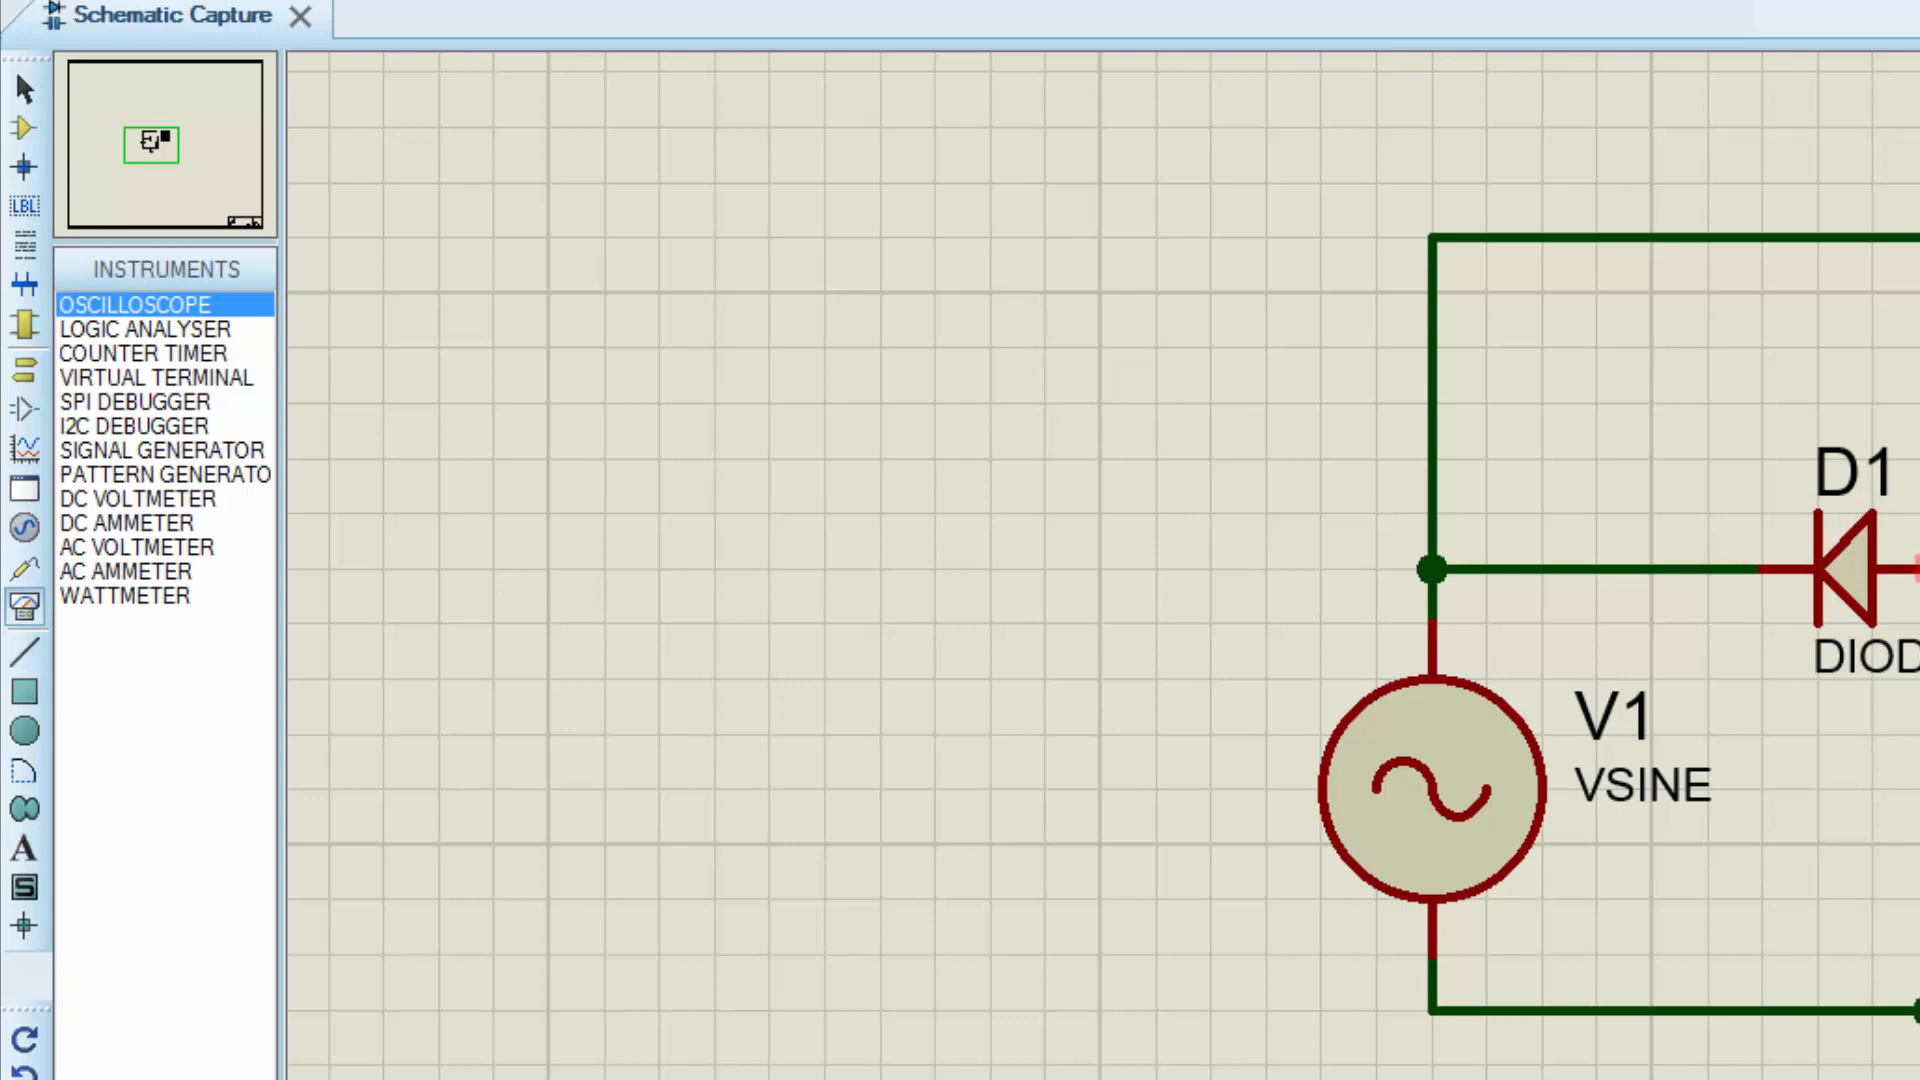 Schematic Capture
LBL
INSTRUMENTS
OSCILLOSCOPE
LOGIC ANALYSER
COUNTER TIMER
VIRTUAL TERMINAL
SPI DEBUGGER
I2C DEBUGGER
SIGNAL GENERATOR
PATTERN GENERATO
DC VOLTMETER
DC AMMETER
AC VOLTMETER
AC AMMETER
WATTMETER
A
S
D1
DIOD
V1
VSINE